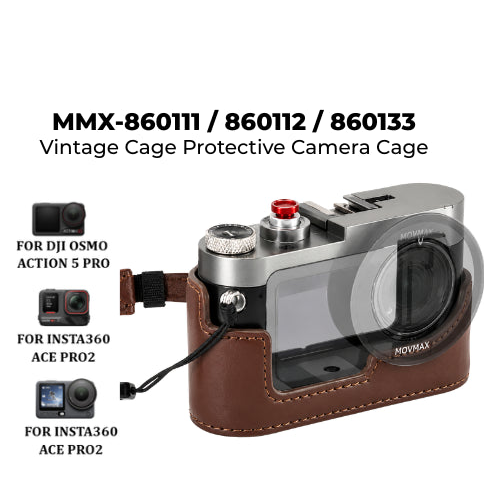 MMX-860111 / 860112 / 860133
Vintage Cage Protective Camera Cage
FOR DJI OSMO
ACTION 5 PRO
FOR INSTA360
ACE PRO2
FOR INSTA360
ACE PRO2
MOVMAX
MOVMAX